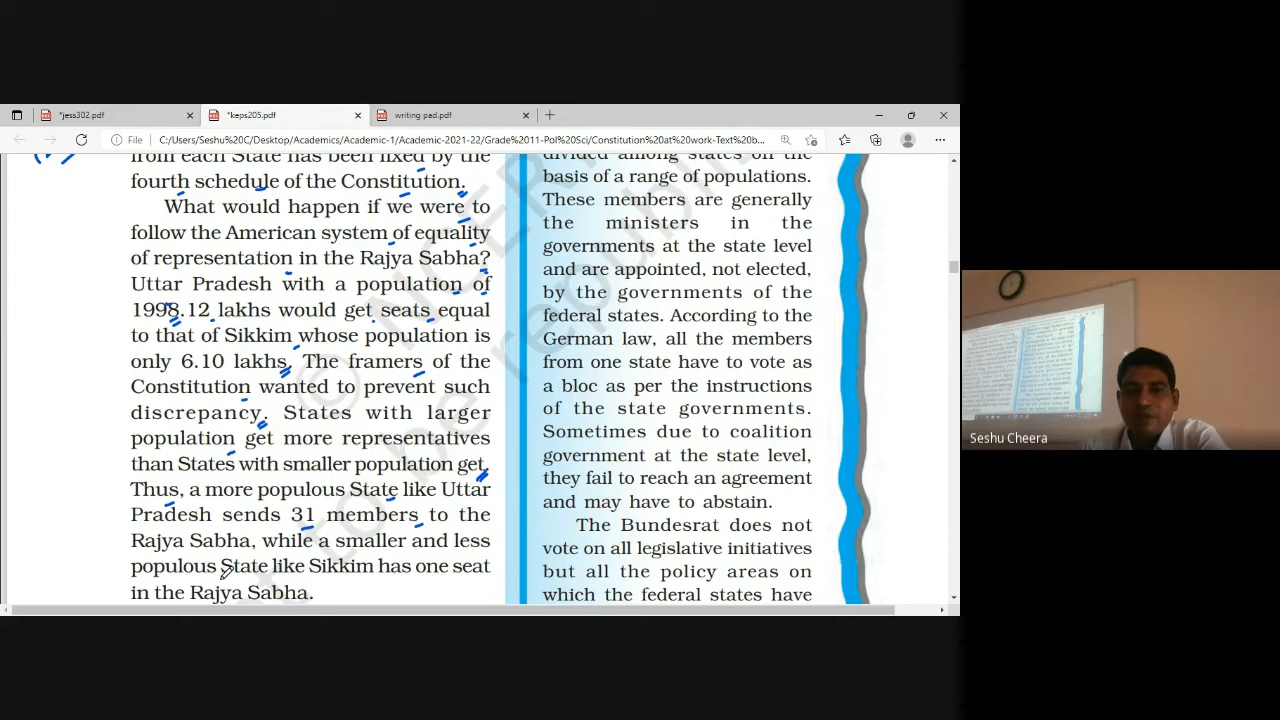 *jess302.pdf
*keps205.pdf
writing pad.pdf
File
C:/Users/Seshu%20C/Desktop/Academics/Academic-1/Academic-2021-22/Grade%2011-Pol%20Sci/Constitution%20at%20work-Text%20b...
from each State has been fixed by the
fourth schedule of the Constitution.
What would happen if we were to
follow the American system of equality
of representation in the Rajya Sabha?
Uttar Pradesh with a population of
1998.12 lakhs would get seats equal
to that of Sikkim whose population is
only 6.10 lakhs. The framers of the
Constitution wanted to prevent such
discrepancy. States with larger
population get more representatives
than States with smaller population get.
Thus, a more populous State like Uttar
Pradesh sends 31 members to the
Rajya Sabha, while a smaller and less
populous State like Sikkim has one seat
in the Rajya Sabha.
divided among states on the
basis of a range of populations.
These members are generally
the ministers in the
governments at the state level
and are appointed, not elected,
by the governments of the
federal states. According to the
German law, all the members
from one state have to vote as
a bloc as per the instructions
of the state governments.
Sometimes due to coalition
government at the state level,
they fail to reach an agreement
and may have to abstain.
The Bundesrat does not
vote on all legislative initiatives
but all the policy areas on
which the federal states have
Seshu Cheera